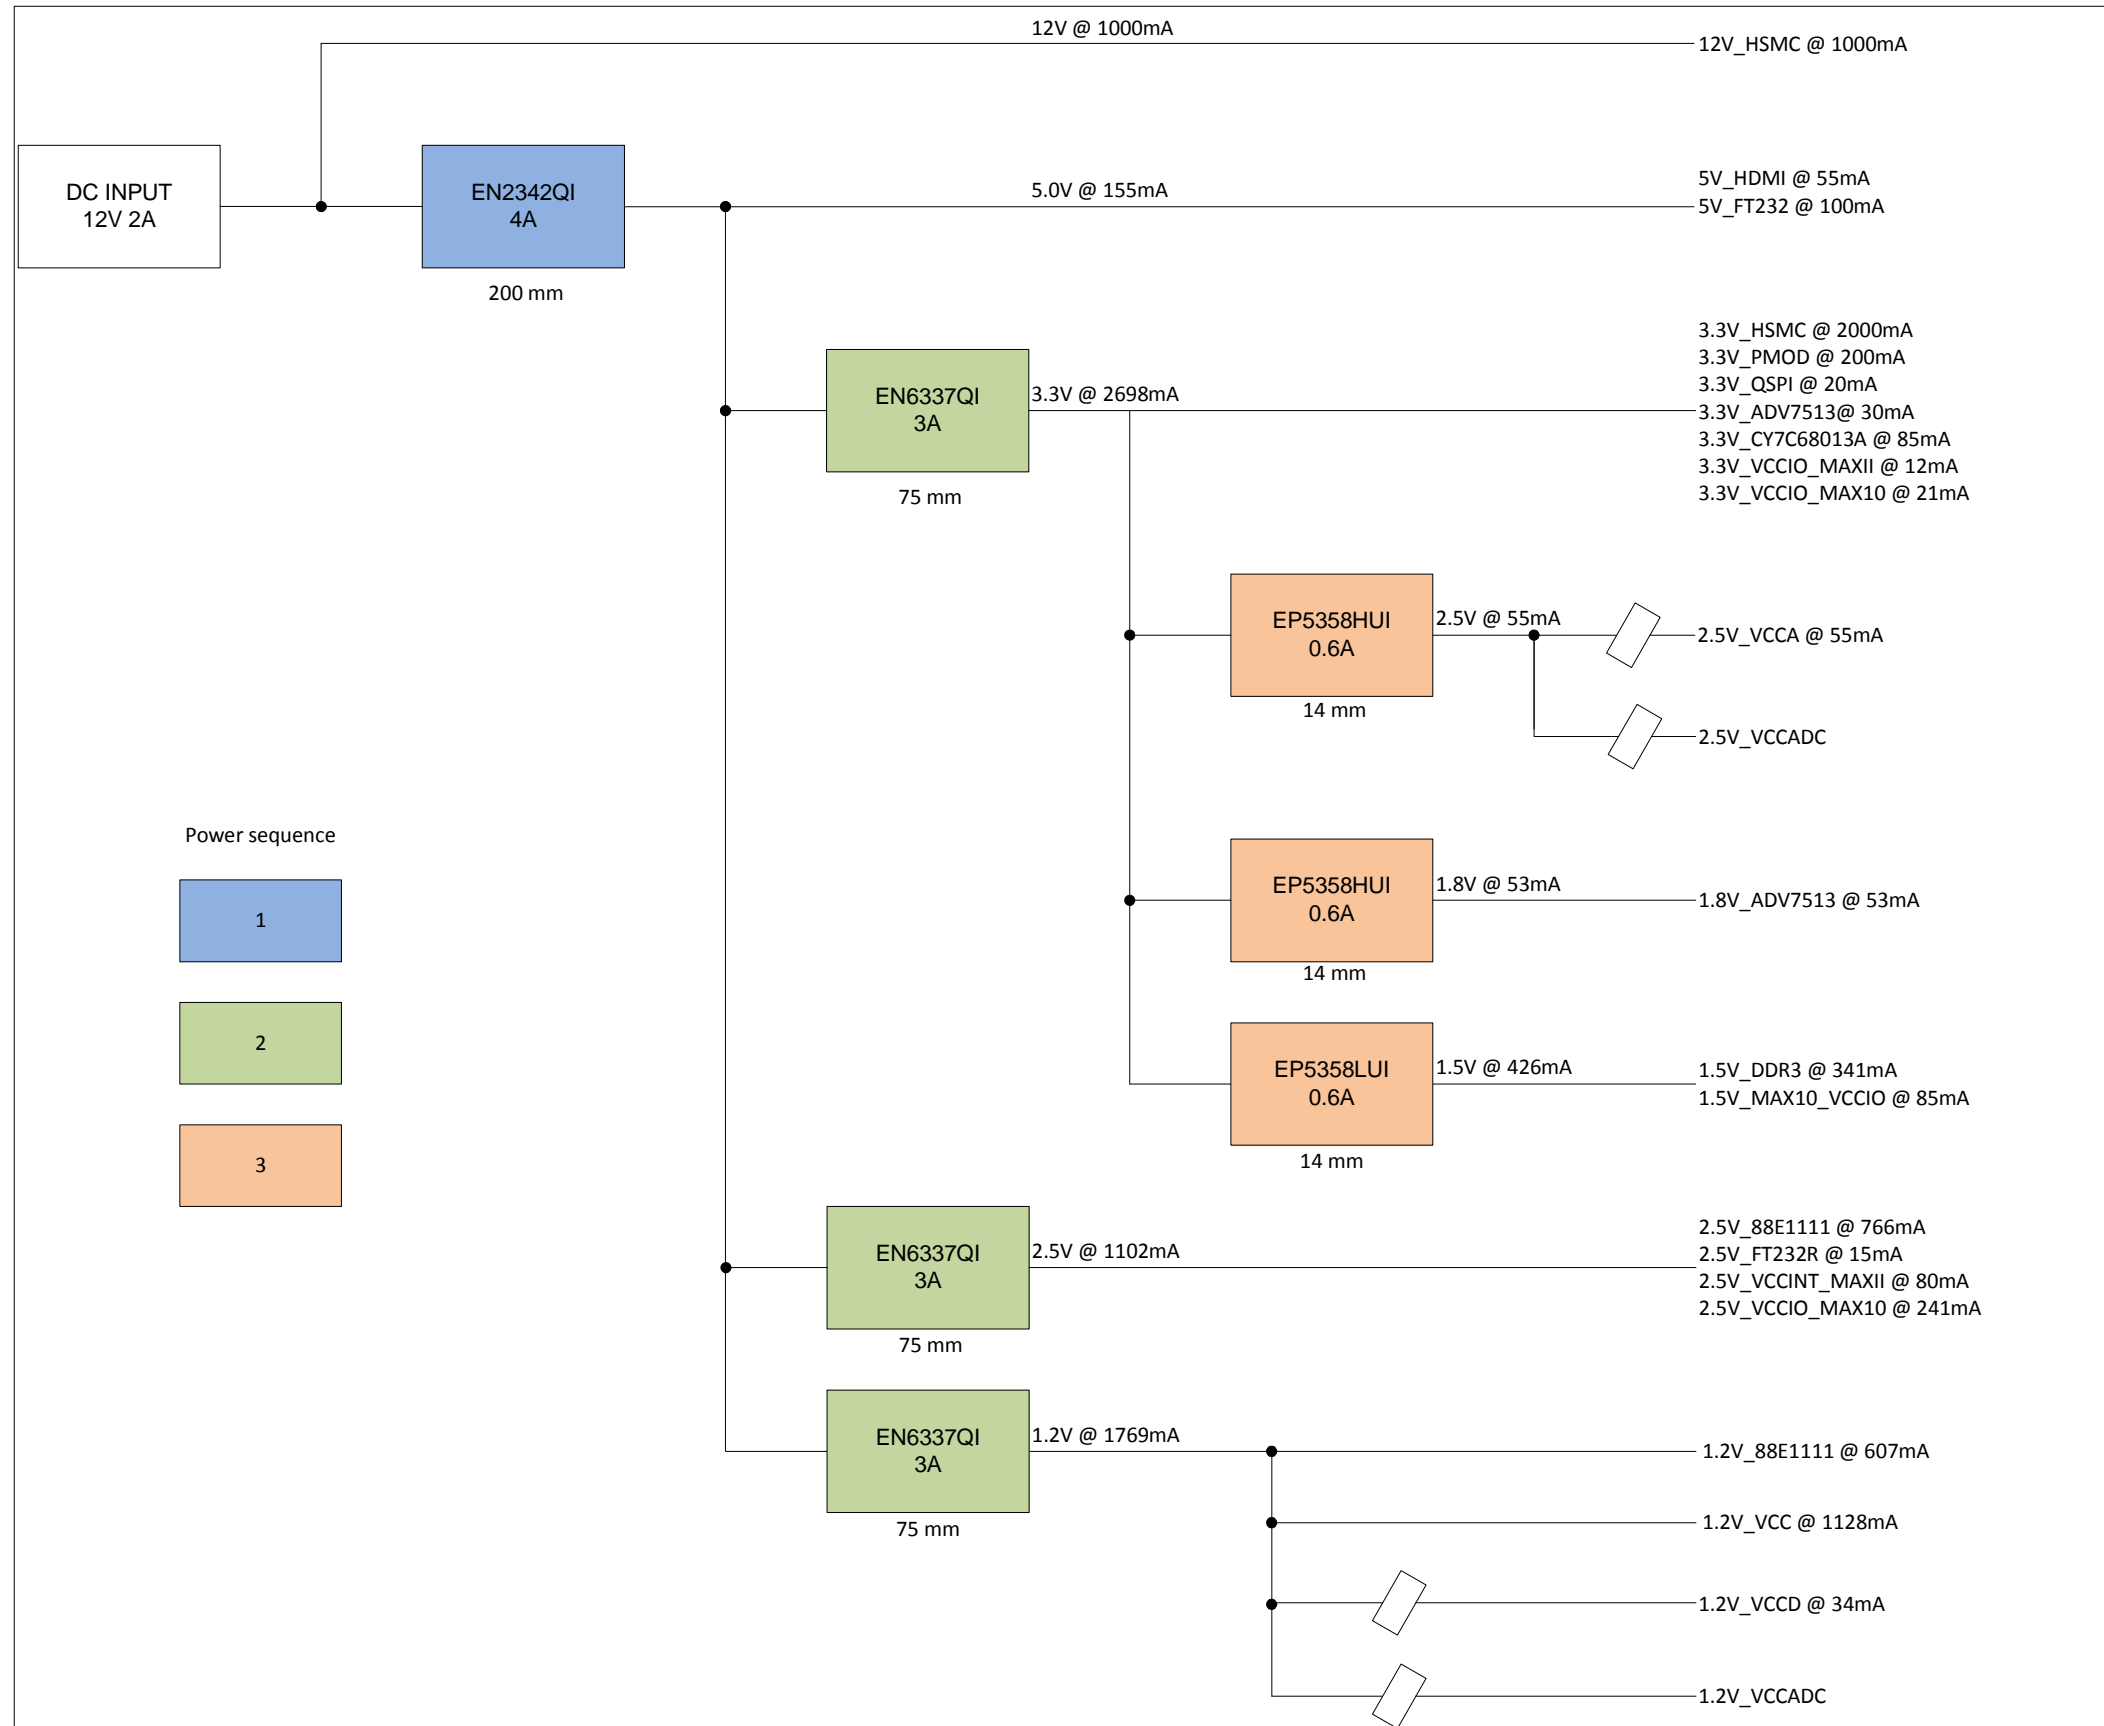 12V @ 1000mA
12V_HSMC @ 1000mA
DC INPUT
12V 2A
EN2342QI
4A
200 mm
5.0V @ 155mA
5V_HDMI @ 55mA
5V_FT232 @ 100mA
EN6337QI
3A
75 mm
3.3V @ 2698mA
3.3V_HSMC @ 2000mA
3.3V_PMOD @ 200mA
3.3V_QSPI @ 20mA
3.3V_ADV7513@ 30mA
3.3V_CY7C68013A @ 85mA
3.3V_VCCIO_MAXII @ 12mA
3.3V_VCCIO_MAX10 @ 21mA
EP5358HUI
0.6A
14 mm
2.5V @ 55mA
2.5V_VCCA @ 55mA
2.5V_VCCADC
Power sequence
1
2
3
EP5358HUI
0.6A
14 mm
1.8V @ 53mA
1.8V_ADV7513 @ 53mA
EP5358LUI
0.6A
14 mm
1.5V @ 426mA
1.5V_DDR3 @ 341mA
1.5V_MAX10_VCCIO @ 85mA
EN6337QI
3A
75 mm
2.5V @ 1102mA
2.5V_88E1111 @ 766mA
2.5V_FT232R @ 15mA
2.5V_VCCINT_MAXII @ 80mA
2.5V_VCCIO_MAX10 @ 241mA
EN6337QI
3A
75 mm
1.2V @ 1769mA
1.2V_88E1111 @ 607mA
1.2V_VCC @ 1128mA
1.2V_VCCD @ 34mA
1.2V_VCCADC